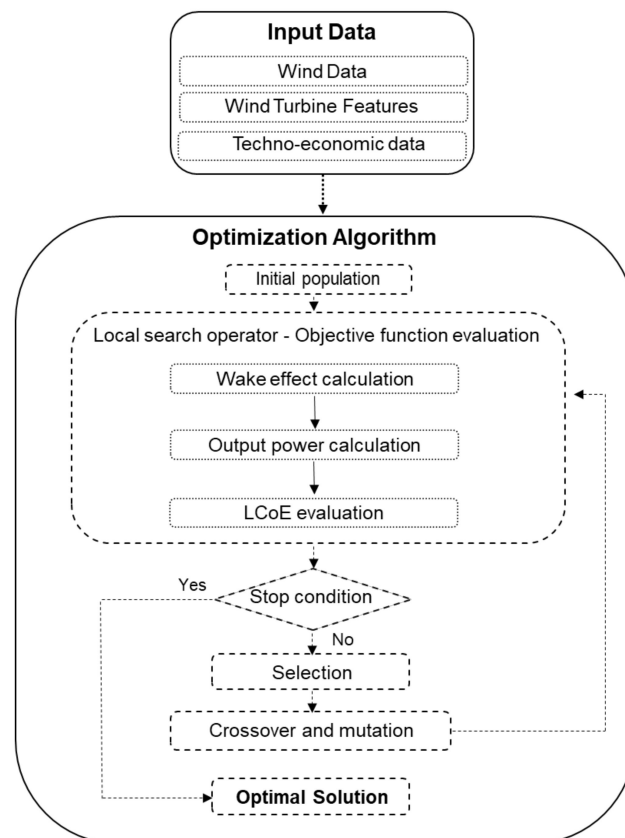 Input Data
Wind Data
Wind Turbine Features
Techno-economic data
Optimization Algorithm
Initial population
Local search operator - Objective function evaluation
Wake effect calculation
Output power calculation
LCoE evaluation
Yes
Stop condition
No
Selection
Crossover and mutation
Optimal Solution